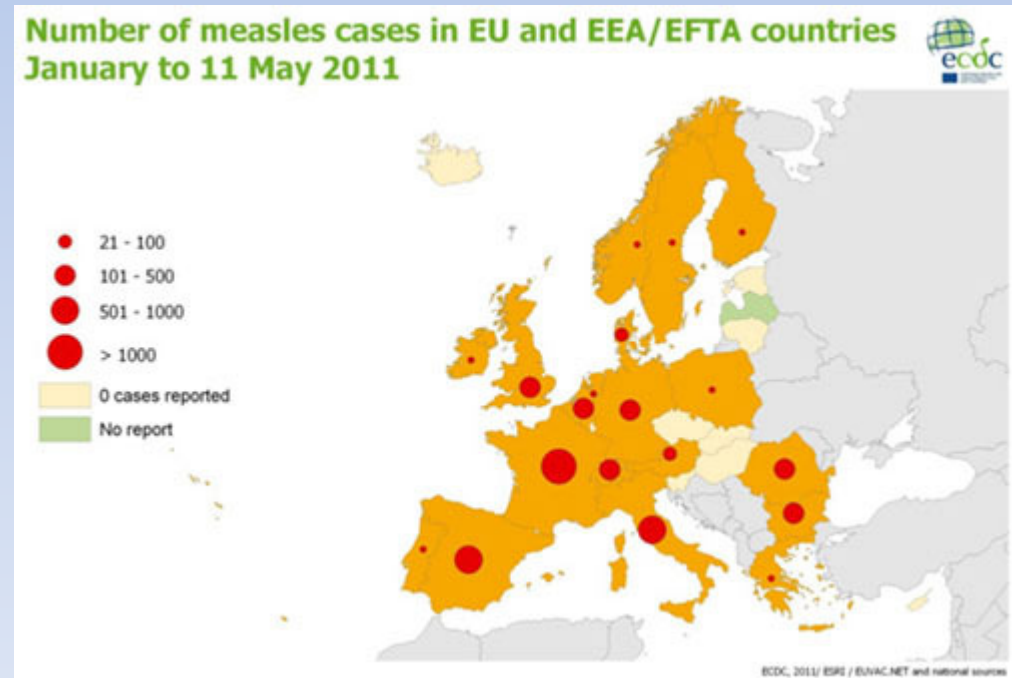 Number of measles cases in EU and EEA/EFTA countries
January to 11 May 2011
ecdc
21 - 100
101 - 500
501 - 1000
> 1000
0 cases reported
No report
ECDC, 2011/ ESRI / EUVAC.NET and national sources